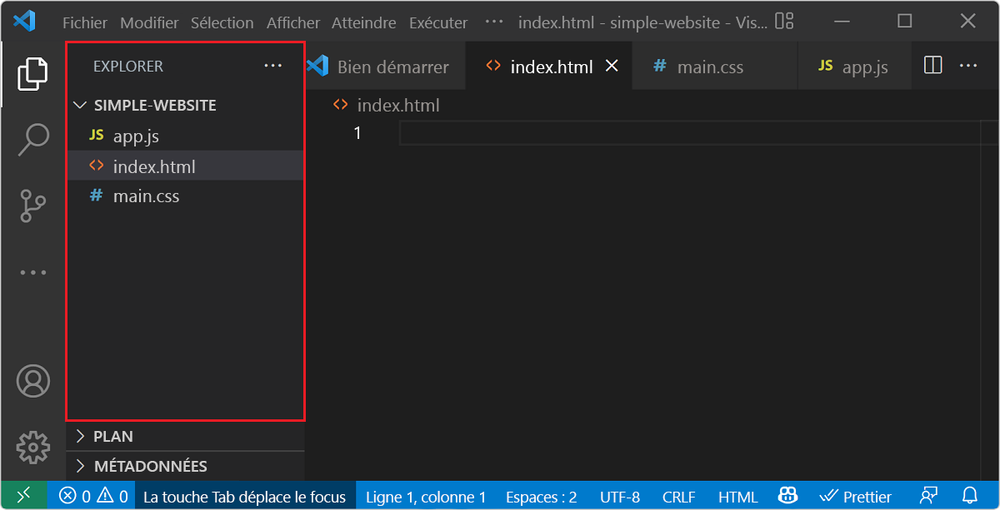 Fichier Modifier Sélection Afficher Atteindre Exécuter ··· index.html - simple-website - Vis...
EXPLORER ···
Bien démarrer
<> index.html
# main.css
JS app.js
···
SIMPLE-WEBSITE
JS app.js
<> index.html
# main.css
<> index.html
1
PLAN
MÉTADONNÉES
0 0 La touche Tab déplace le focus Ligne 1, colonne 1 Espaces : 2 UTF-8 CRLF HTML Prettier